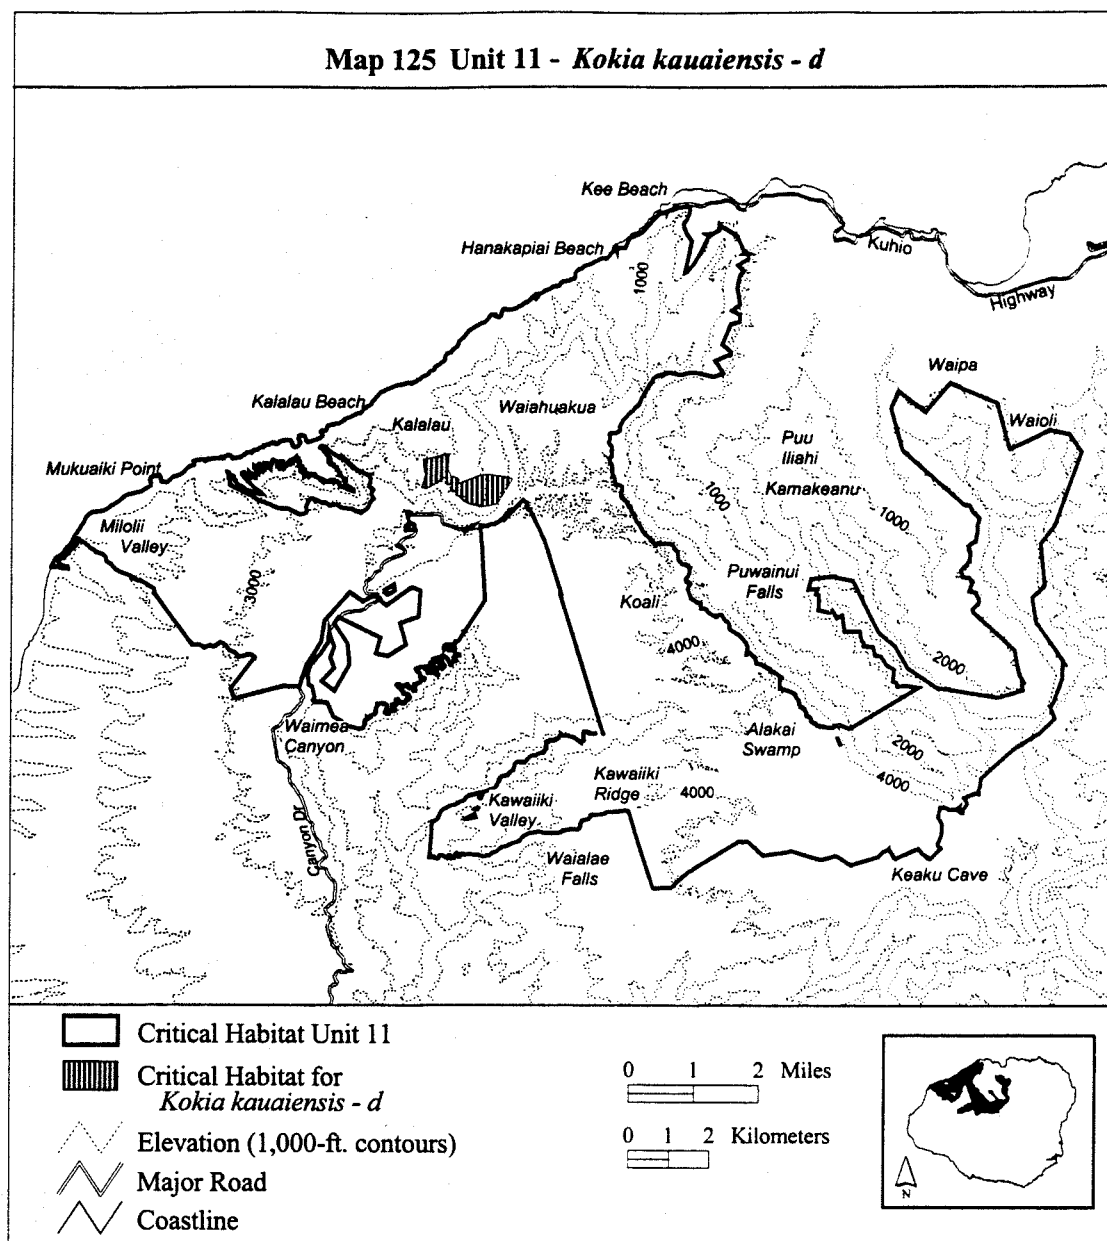 Map 125 Unit 11 - Kokia kauaiensis - d
Kee Beach
Hanakapiai Beach
Kuhio
Highway
1000
Waipa
Kalalau Beach
Waiahuakua
Kalalau
Waioli
Puu
Iliahi
Mukuaiki Point
Kamakeanu
1000
1000
Milolii
Valley
3000
Puwainui
Falls
Koali
4000
2000
Waimea
Canyon
Alakai
Swamp
2000
4000
Kawaiiki
Ridge
4000
Kawaiiki
Valley
Canyon Dr
Waialae
Falls
Keaku Cave
Critical Habitat Unit 11
Critical Habitat for
Kokia kauaiensis - d
Elevation (1,000-ft. contours)
Major Road
Coastline
0 1 2 Miles
0 1 2 Kilometers
N